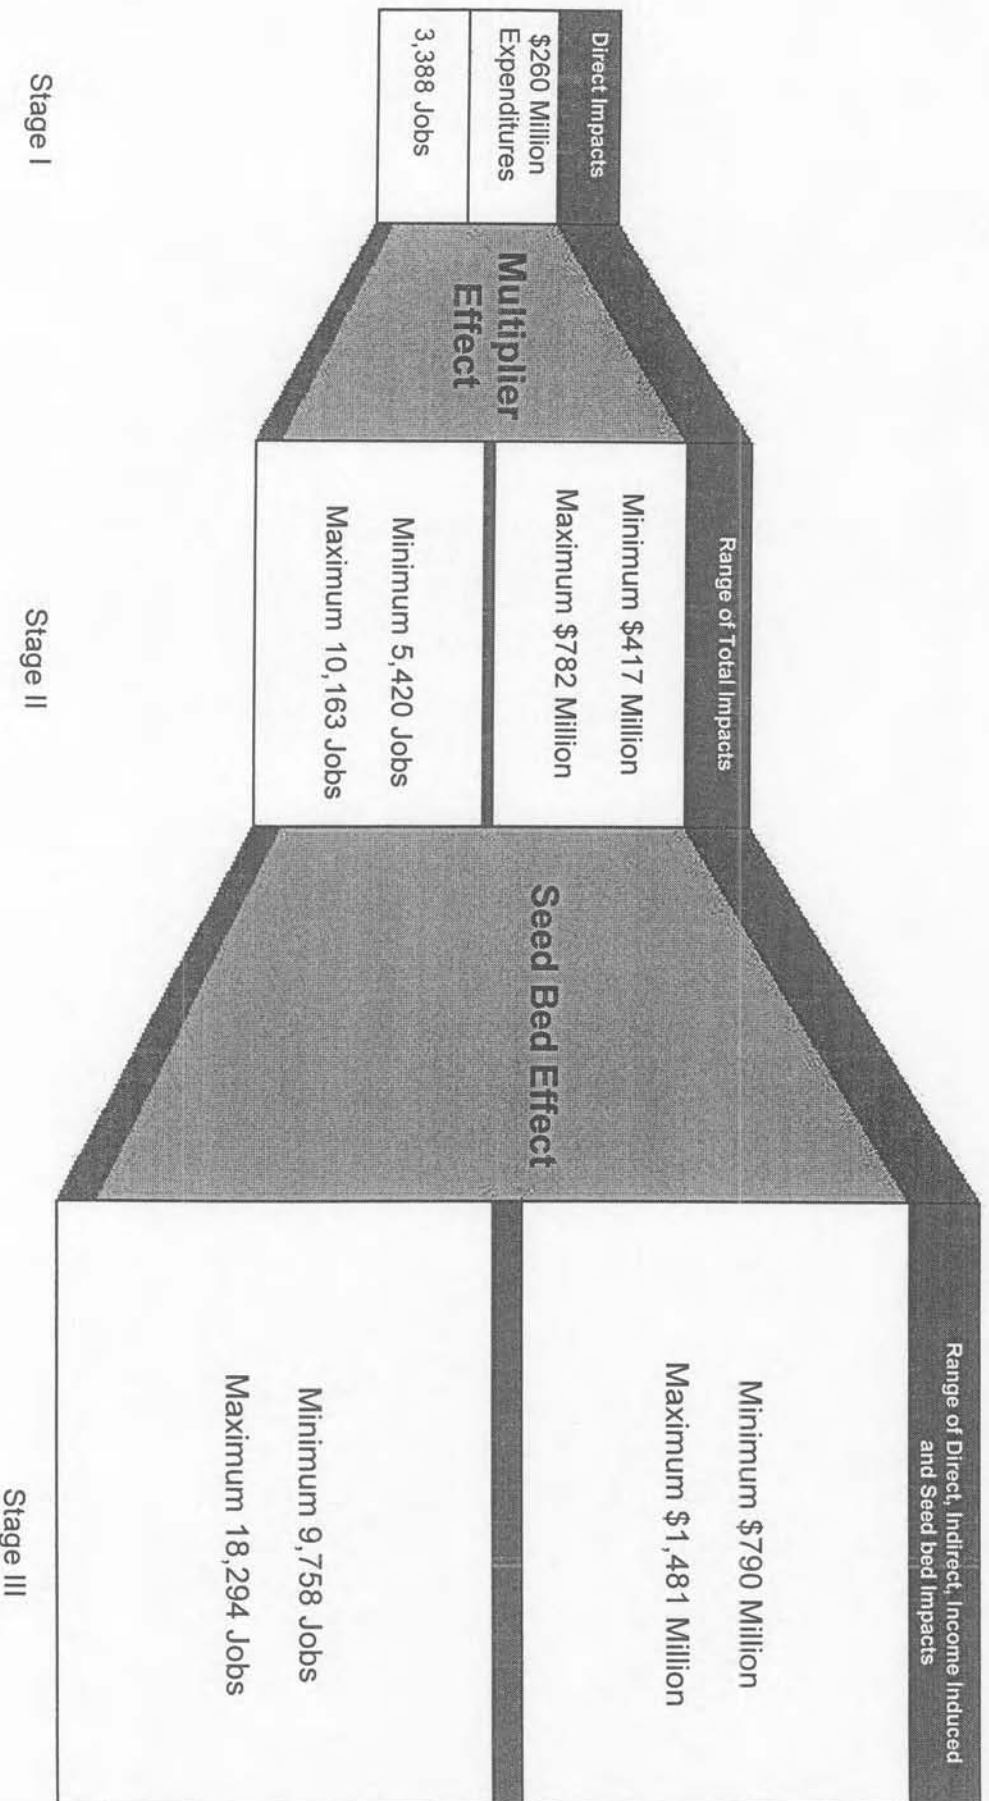 Direct Impacts
$260 Million
Expenditures
3,388 Jobs
Stage I
Multiplier
Effect
Range of Total Impacts
Minimum $417 Million
Maximum $782 Million
Minimum 5,420 Jobs
Maximum 10,163 Jobs
Stage II
Seed Bed Effect
Range of Direct, Indirect, Income Induced
and Seed bed Impacts
Minimum $790 Million
Maximum $1,481 Million
Minimum 9,758 Jobs
Maximum 18,294 Jobs
Stage III